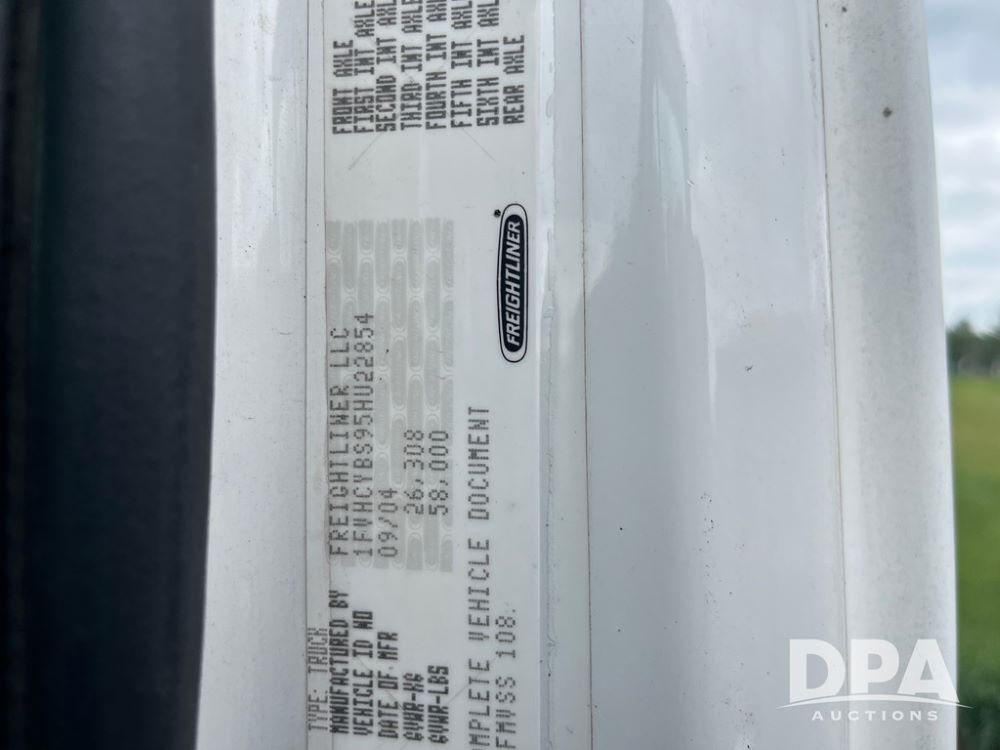 TYPE: TRUCK
MANUFACTURED BY FREIGHTLINER LLC
VEHICLE ID NO 1FVHCYBS95HU22854
DATE OF MFR 09/04
GVWR-KG 26,308
GVWR-LBS 58,000
MPLETE VEHICLE DOCUMENT
FMVSS 108.
FREIGHTLINER
FRONT AXLE
FIRST INT AXLE
SECOND INT AXLE
THIRD INT AXLE
FOURTH INT AXLE
FIFTH INT AXLE
SIXTH INT AXLE
REAR AXLE
DPA
AUCTIONS